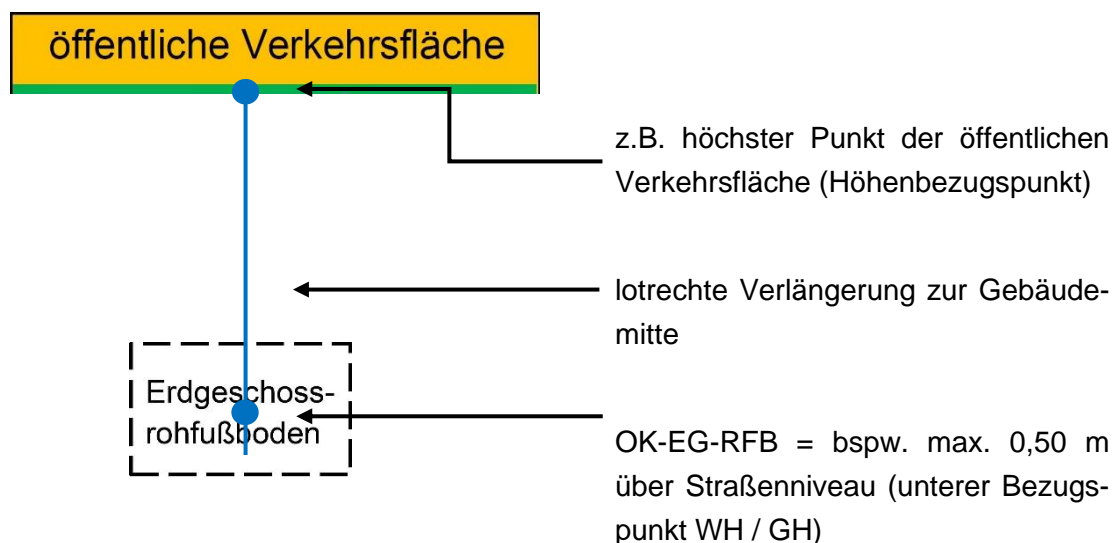 öffentliche Verkehrsfläche
z.B. höchster Punkt der öffentlichen
Verkehrsfläche (Höhenbezugspunkt)
lotrechte Verlängerung zur Gebäude-
mitte
Erdgeschoss-
rohfußboden
OK-EG-RFB = bspw. max. 0,50 m
über Straßenniveau (unterer Bezugs-
punkt WH / GH)